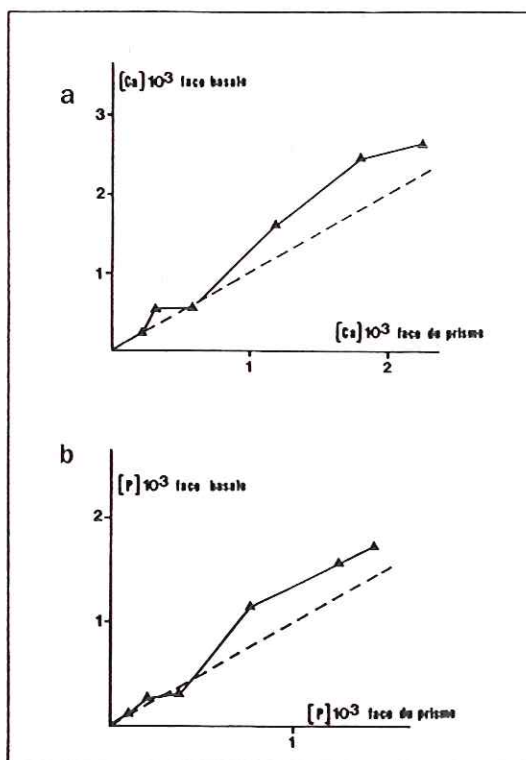 a
[Ca]10³ face basale
3
2
1
[Ca]10³ face du prisme
1
2
b
[P]10³ face basale
2
1
[P]10³ face du prisme
1